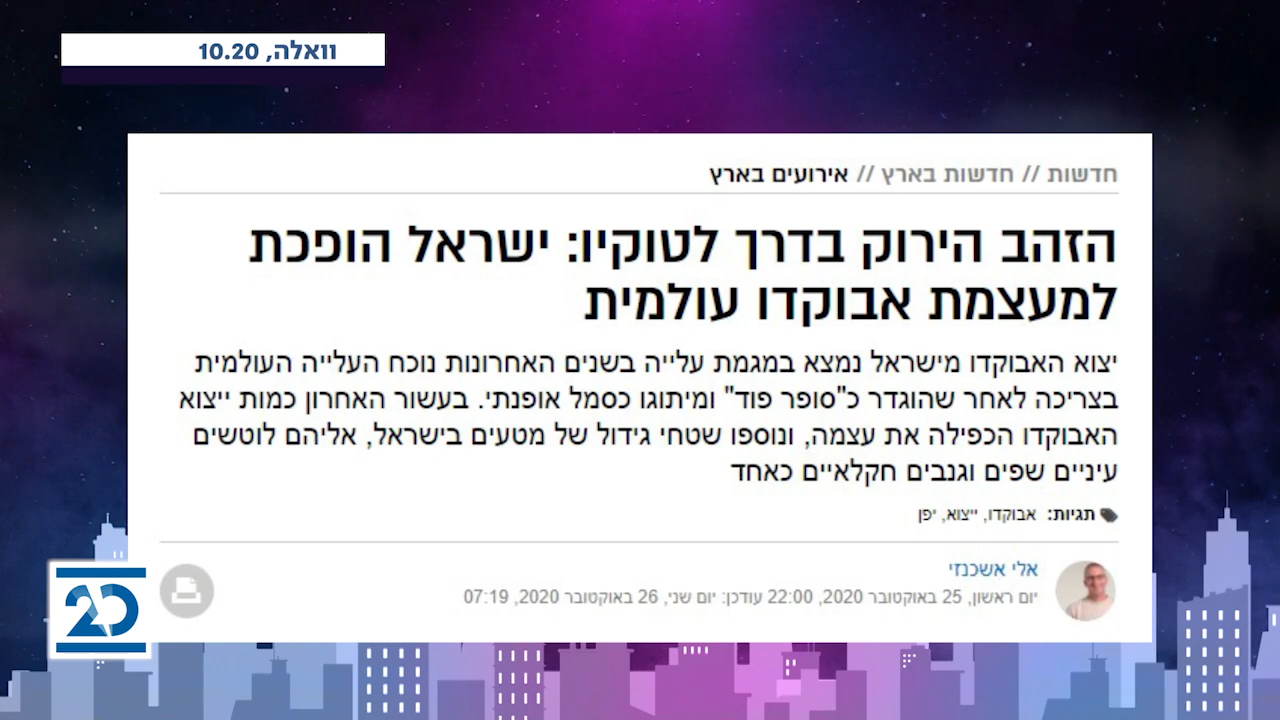 וואלה, 10.20
חדשות // חדשות בארץ // אירועים בארץ
הזהב הירוק בדרך לטוקיו: ישראל הופכת
למעצמת אבוקדו עולמית
יצוא האבוקדו מישראל נמצא במגמת עלייה בשנים האחרונות נוכח העלייה העולמית
בצריכה לאחר שהוגדר כ"סופר פוד" ומיתוגו כסמל אופנתי. בעשור האחרון כמות ייצוא
האבוקדו הכפילה את עצמה, ונוספו שטחי גידול של מטעים בישראל, אליהם לוטשים
עיניים שפים וגנבים חקלאיים כאחד
תגיות: אבוקדו, ייצוא, יפן
אלי אשכנזי
יום ראשון, 25 באוקטובר 2020, 22:00 עודכן: יום שני, 26 באוקטובר 2020, 07:19
20